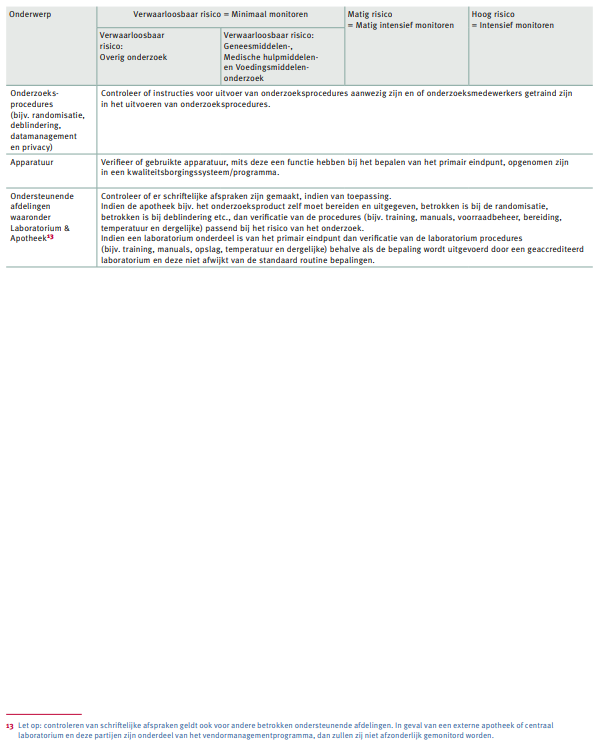 Onderwerp
Verwaarloosbaar risico = Minimaal monitoren
Matig risico
= Matig intensief monitoren
Hoog risico
= Intensief monitoren
Verwaarloosbaar
risico:
Overig onderzoek
Verwaarloosbaar risico:
Geneesmiddelen-,
Medische hulpmiddelen-
en Voedingsmiddelen-
onderzoek
Onderzoeks-
procedures
(bijv. randomisatie,
deblindering,
datamanagement
en privacy)
Controleer of instructies voor uitvoer van onderzoeksprocedures aanwezig zijn en of onderzoeksmedewerkers getraind zijn
in het uitvoeren van onderzoeksprocedures.
Apparatuur
Verifieer of gebruikte apparatuur, mits deze een functie hebben bij het bepalen van het primair eindpunt, opgenomen zijn
in een kwaliteitsborgingssysteem/programma.
Ondersteunende
afdelingen
waaronder
Laboratorium &
Apotheek13
Controleer of er schriftelijke afspraken zijn gemaakt, indien van toepassing.
Indien de apotheek bijv. het onderzoeksproduct zelf moet bereiden en uitgegeven, betrokken is bij de randomisatie,
betrokken is bij deblindering etc., dan verificatie van de procedures (bijv. training, manuals, voorraadbeheer, bereiding,
temperatuur en dergelijke) passend bij het risico van het onderzoek.
Indien een laboratorium onderdeel is van het primair eindpunt dan verificatie van de laboratorium procedures
(bijv. training, manuals, opslag, temperatuur en dergelijke) behalve als de bepaling wordt uitgevoerd door een geaccrediteerd
laboratorium en deze niet afwijkt van de standaard routine bepalingen.
13 Let op: controleren van schriftelijke afspraken geldt ook voor andere betrokken ondersteunende afdelingen. In geval van een externe apotheek of centraal
laboratorium en deze partijen zijn onderdeel van het vendormanagementprogramma, dan zullen zij niet afzonderlijk gemonitord worden.